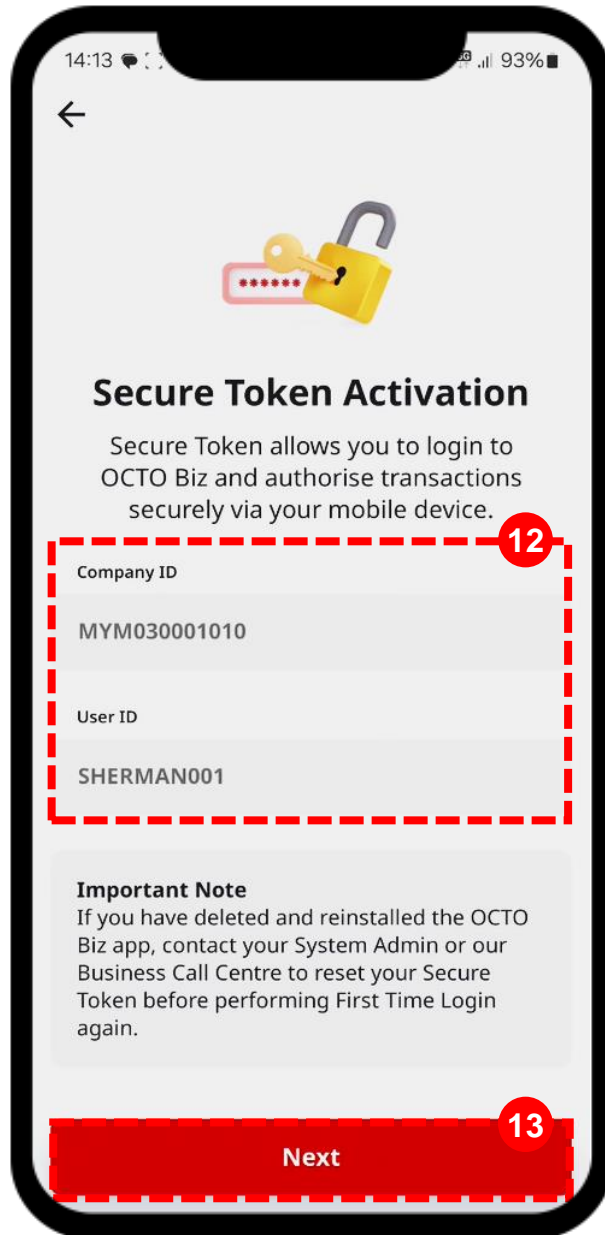 14:13
93%
Secure Token Activation
Secure Token allows you to login to
OCTO Biz and authorise transactions
securely via your mobile device.
12
Company ID
MYM030001010
User ID
SHERMAN001
Important Note
If you have deleted and reinstalled the OCTO
Biz app, contact your System Admin or our
Business Call Centre to reset your Secure
Token before performing First Time Login
again.
13
Next